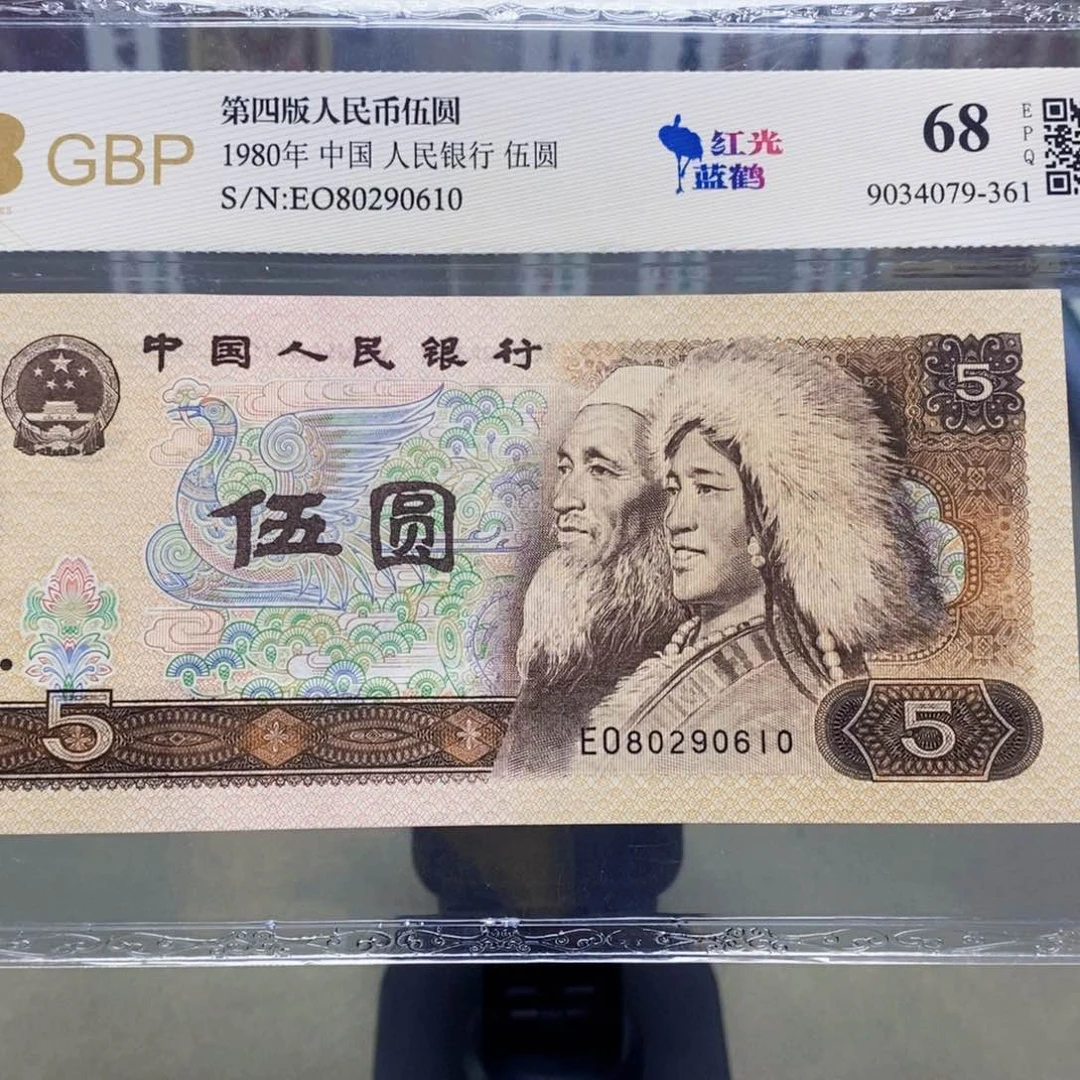 GBP
第四版人民币伍圆
1980年 中国 人民银行 伍圆
S/N:EO80290610
红光
蓝鹤
68
EPQ
9034079-361
中国人民银行
5
伍圆
5
EO80290610
5